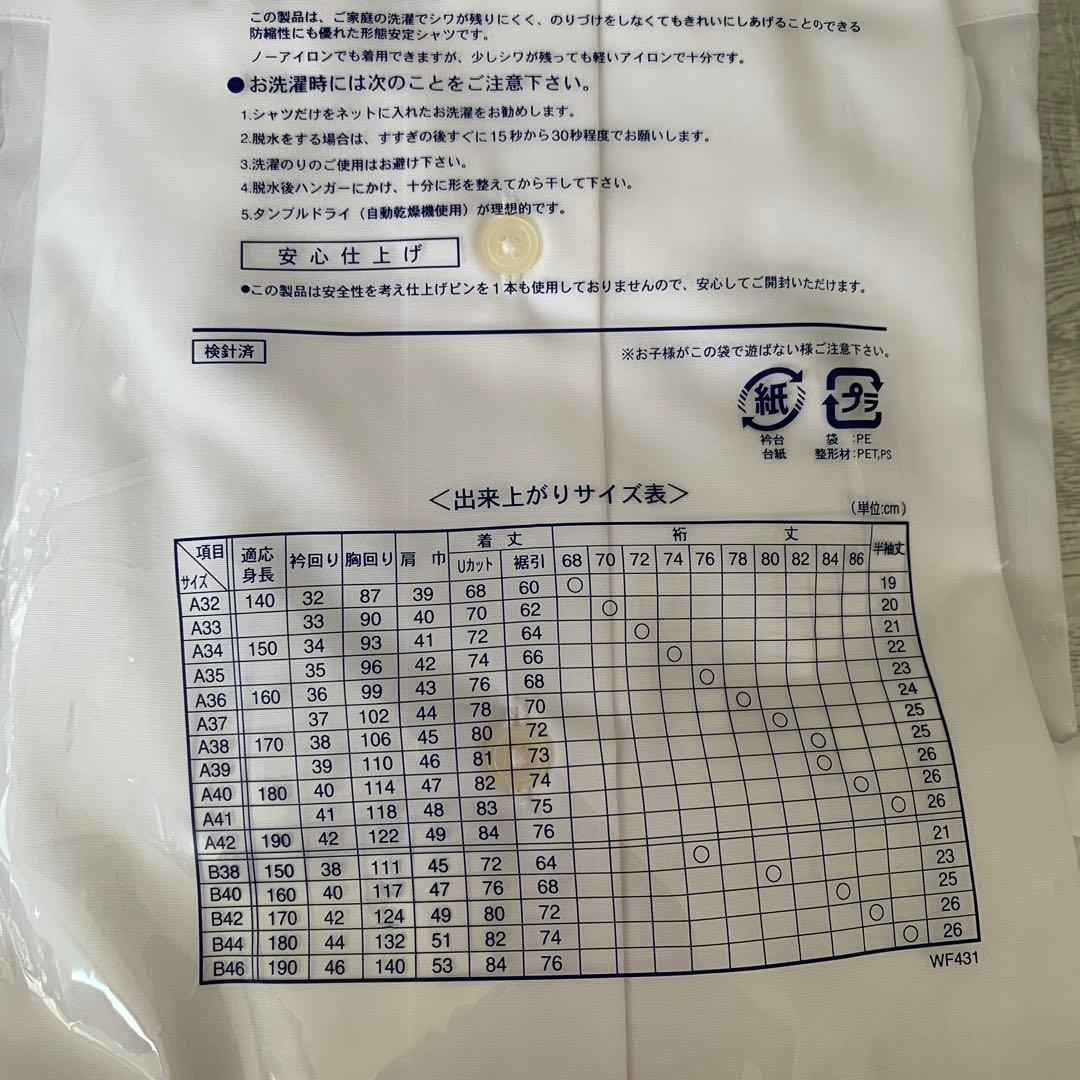 この製品は、ご家庭の洗濯でシワが残りにくく、のりづけをしなくてもきれいにしあげることのできる
防縮性にも優れた形態安定シャツです。
ノーアイロンでも着用できますが、少しシワが残っても軽いアイロンで十分です。
●お洗濯時には次のことをご注意下さい。
1.シャツだけをネットに入れたお洗濯をお勧めします。
2.脱水をする場合は、すすぎの後すぐに15秒から30秒程度でお願いします。
3.洗濯のりのご使用はお避け下さい。
4.脱水後ハンガーにかけ、十分に形を整えてから干して下さい。
5.タンブルドライ（自動乾燥機使用）が理想的です。
安心仕上げ
●この製品は安全性を考え仕上げピンを1本も使用しておりませんので、安心してご開封いただけます。
検針済
※お子様がこの袋で遊ばない様ご注意下さい。
紙 プラ
衿台 袋 :PE
台紙 整形材:PET,PS
＜出来上がりサイズ表＞
(単位:cm)
項目 サイズ 適応身長 衿回り 胸回り 肩巾 着丈 Uカット 裾引 裄丈 68 70 72 74 76 78 80 82 84 86 半袖丈
A32 140 32 87 39 68 60 ○ 19
A33 33 90 40 70 62 ○ 20
A34 150 34 93 41 72 64 ○ 21
A35 35 96 42 74 66 ○ 22
A36 160 36 99 43 76 68 ○ 23
A37 37 102 44 78 70 ○ 24
A38 170 38 106 45 80 72 ○ 25
A39 39 110 46 81 73 ○ 25
A40 180 40 114 47 82 74 ○ 26
A41 41 118 48 83 75 ○ 26
A42 190 42 122 49 84 76 ○ 26
B38 150 38 111 45 72 64 ○ 21
B40 160 40 117 47 76 68 ○ 23
B42 170 42 124 49 80 72 ○ 25
B44 180 44 132 51 82 74 ○ 26
B46 190 46 140 53 84 76 ○ 26
WF431